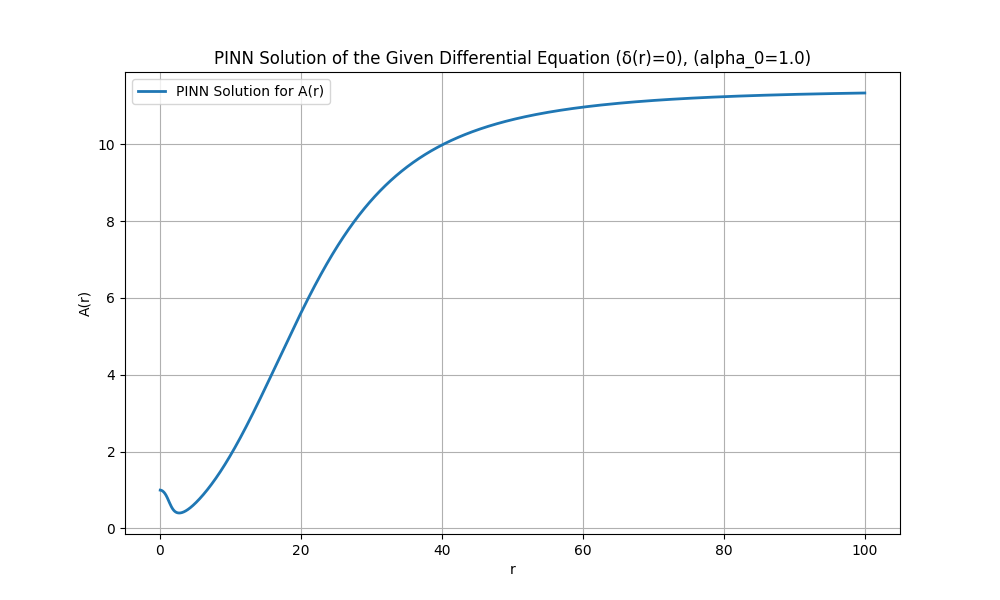 PINN Solution of the Given Differential Equation (δ(r)=0), (alpha_0=1.0)
PINN Solution for A(r)
A(r)
10
8
6
4
2
0
0 20 40 60 80 100
r